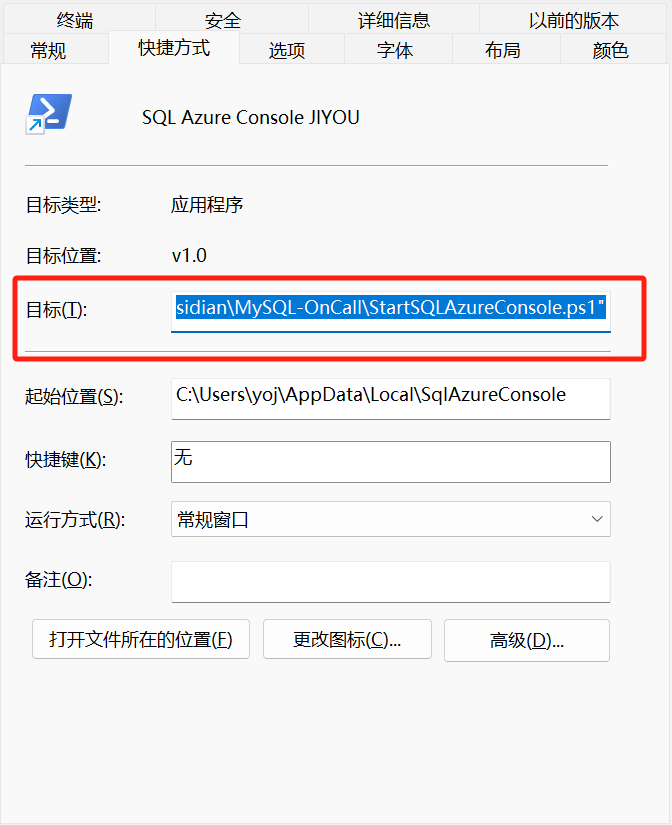 终端 安全 详细信息 以前的版本
常规 快捷方式 选项 字体 布局 颜色
SQL Azure Console JIYOU
目标类型: 应用程序
目标位置: v1.0
目标(T): sidian\MySQL-OnCall\StartSQLAzureConsole.ps1"
起始位置(S): C:\Users\yoj\AppData\Local\SqlAzureConsole
快捷键(K): 无
运行方式(R): 常规窗口
备注(O):
打开文件所在的位置(F) 更改图标(C)... 高级(D)...